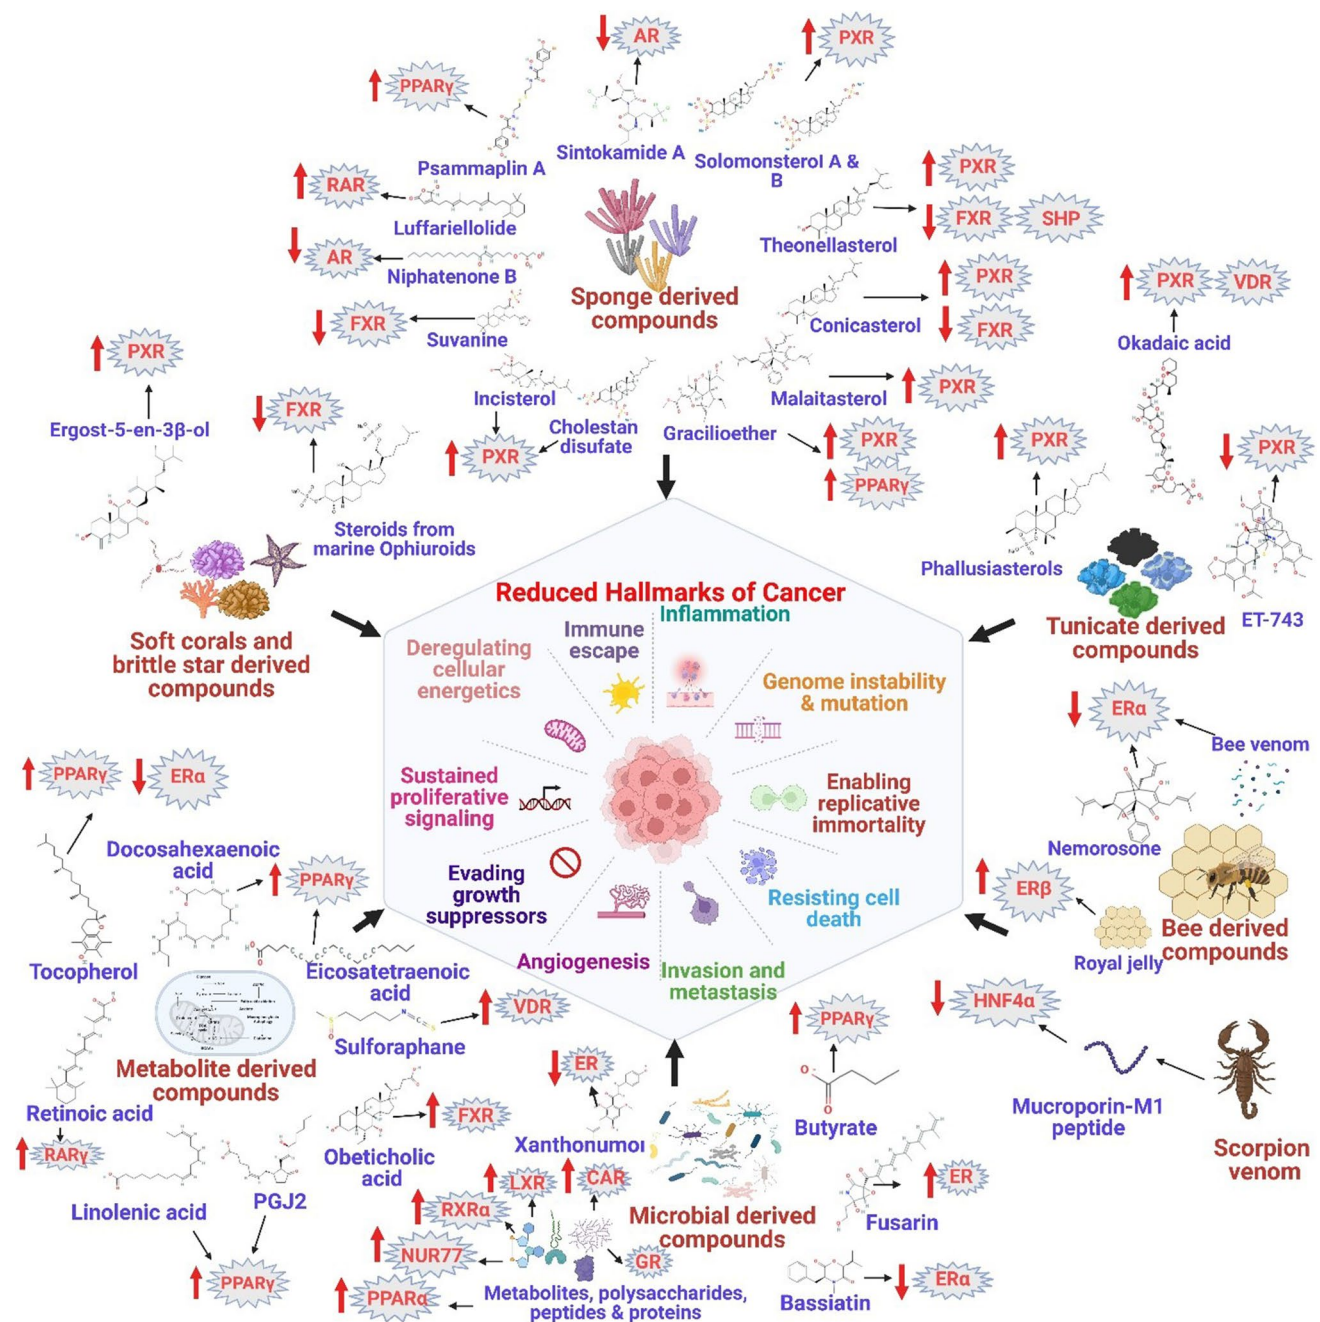 AR
PXR
PPARγ
Psammaplin A
Sintokamide A
Solomonsterol A &
B
PXR
RAR
Luffariellolide
FXR
SHP
Theonellasterol
AR
Niphatenone B
Sponge derived
compounds
PXR
Conicasterol
FXR
PXR
VDR
Okadaic acid
FXR
Suvanine
PXR
Ergost-5-en-3β-ol
FXR
Steroids from
marine Ophiuroids
Incisterol
Cholestan
disufate
PXR
Gracilioether
Malaitasterol
PXR
PXR
PPARγ
PXR
Phallusiasterols
PXR
ET-743
Soft corals and
brittle star derived
compounds
Tunicate derived
compounds
Reduced Hallmarks of Cancer
Inflammation
Immune
escape
Deregulating
cellular
energetics
Genome instability
& mutation
Sustained
proliferative
signaling
Enabling
replicative
immortality
Evading
growth
suppressors
Resisting cell
death
Angiogenesis
Invasion and
metastasis
ERα
Bee venom
Nemorosone
ERβ
Royal jelly
Bee derived
compounds
PPARγ
ERα
Docosahexaenoic
acid
PPARγ
Tocopherol
Eicosatetraenoic
acid
Metabolite derived
compounds
VDR
Sulforaphane
Retinoic acid
RARγ
Linolenic acid
PGJ2
PPARγ
Obeticholic
acid
FXR
ER
Xanthonumol
PPARγ
Butyrate
HNF4α
Mucroporin-M1
peptide
Scorpion
venom
LXR
CAR
RXRα
NUR77
PPARα
GR
Metabolites, polysaccharides,
peptides & proteins
Microbial derived
compounds
ER
Fusarin
Bassiatin
ERα